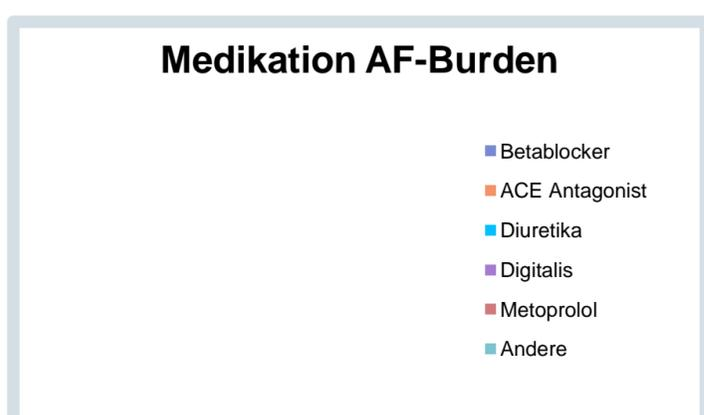 Medikation AF-Burden
Betablocker
ACE Antagonist
Diuretika
Digitalis
Metoprolol
Andere